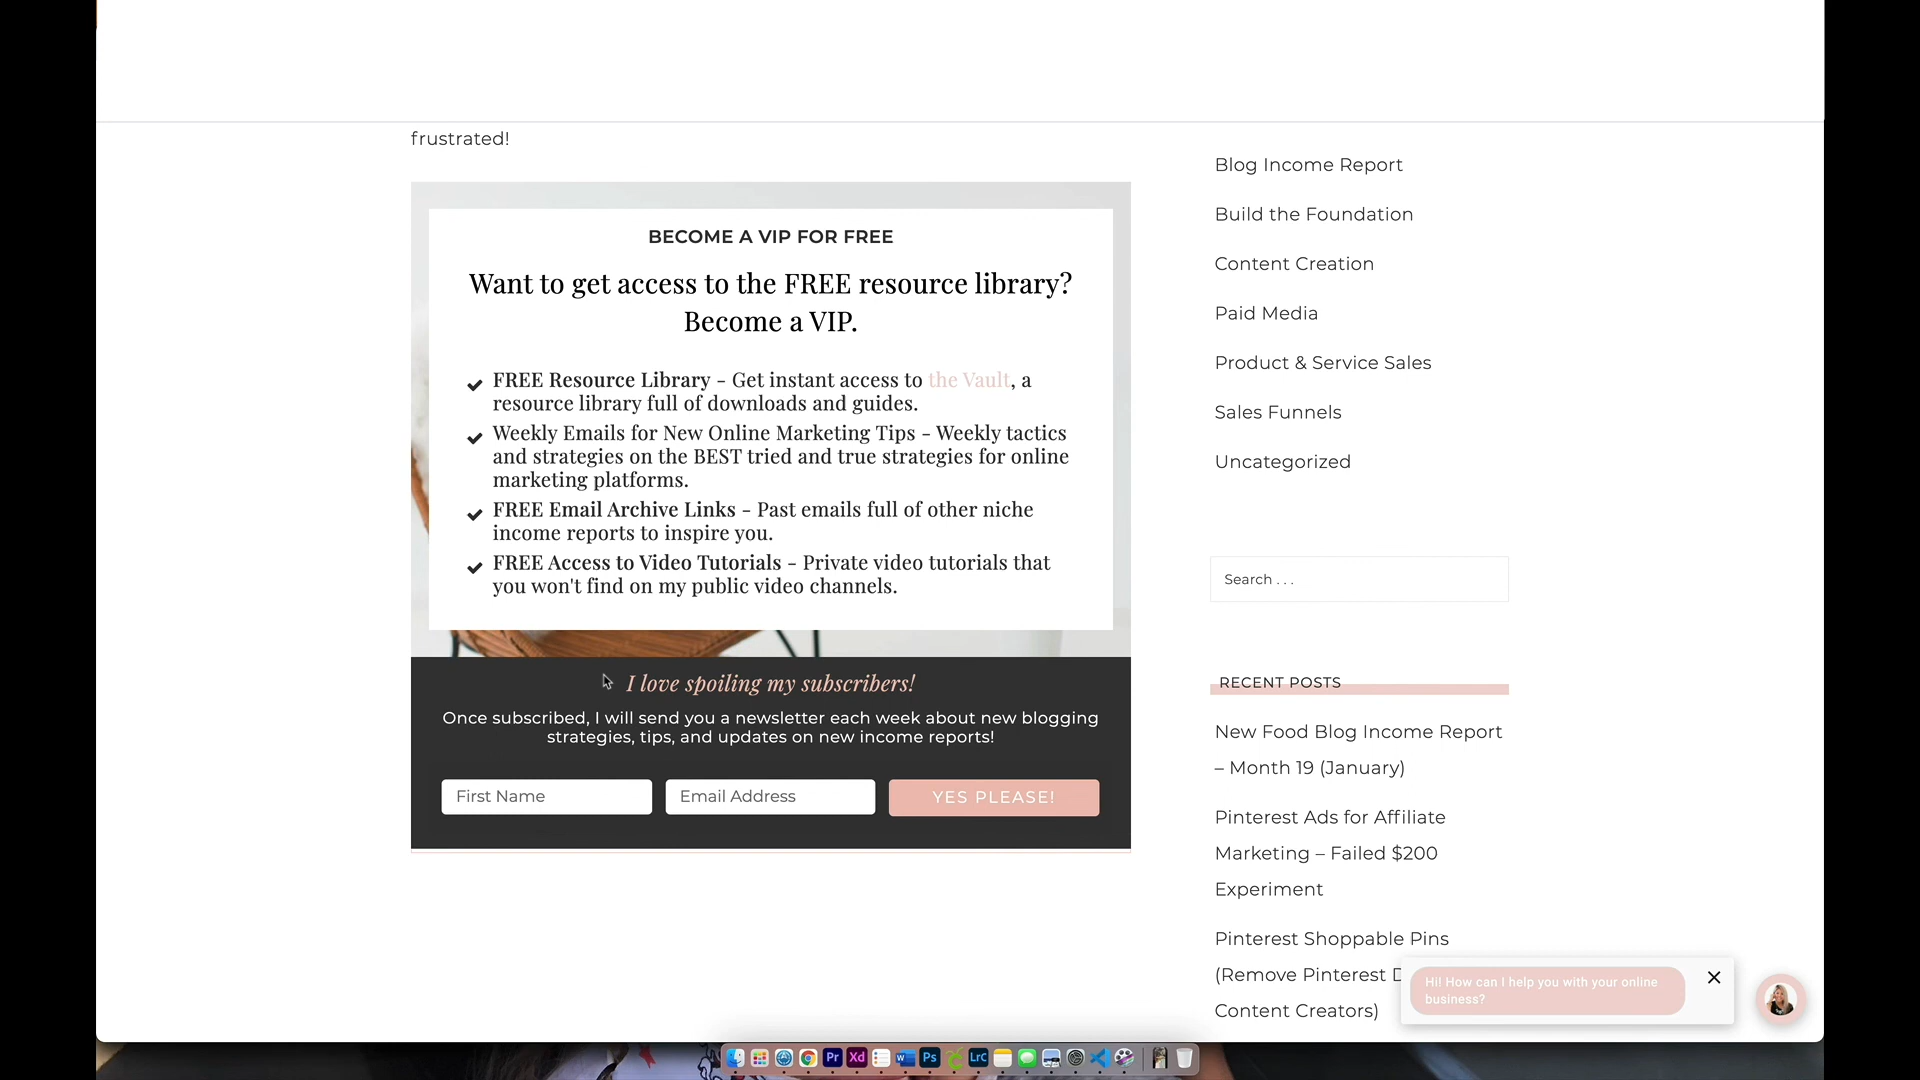 frustrated!
BECOME A VIP FOR FREE
Want to get access to the FREE resource library?
Become a VIP.
FREE Resource Library - Get instant access to the Vault, a
resource library full of downloads and guides.
Weekly Emails for New Online Marketing Tips - Weekly tactics
and strategies on the BEST tried and true strategies for online
marketing platforms.
FREE Email Archive Links - Past emails full of other niche
income reports to inspire you.
FREE Access to Video Tutorials - Private video tutorials that
you won't find on my public video channels.
I love spoiling my subscribers!
Once subscribed, I will send you a newsletter each week about new blogging
strategies, tips, and updates on new income reports!
First Name
Email Address
YES PLEASE!
Blog Income Report
Build the Foundation
Content Creation
Paid Media
Product & Service Sales
Sales Funnels
Uncategorized
Search . . .
RECENT POSTS
New Food Blog Income Report
– Month 19 (January)
Pinterest Ads for Affiliate
Marketing – Failed $200
Experiment
Pinterest Shoppable Pins
(Remove Pinterest
Content Creators)
Hi! How can I help you with your online
business?
Pr
Xd
Ps
LrC